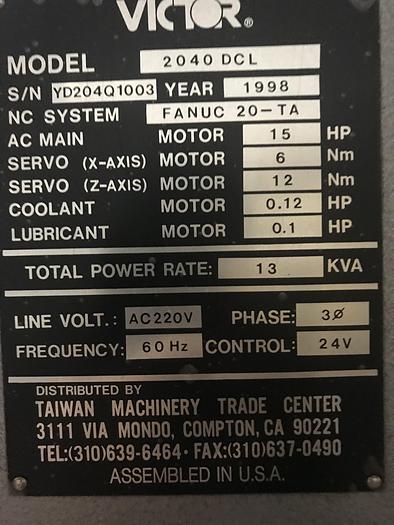 VICTOR®
MODEL 2040 DCL
S/N YD204Q1003 YEAR 1998
NC SYSTEM FANUC 20-TA
AC MAIN MOTOR 15 HP
SERVO (X-AXIS) MOTOR 6 Nm
SERVO (Z-AXIS) MOTOR 12 Nm
COOLANT MOTOR 0.12 HP
LUBRICANT MOTOR 0.1 HP
TOTAL POWER RATE: 13 KVA
LINE VOLT.: AC220V PHASE: 3Ø
FREQUENCY: 60 Hz CONTROL: 24V
DISTRIBUTED BY
TAIWAN MACHINERY TRADE CENTER
3111 VIA MONDO, COMPTON, CA 90221
TEL:(310)639-6464·FAX:(310)637-0490
ASSEMBLED IN U.S.A.